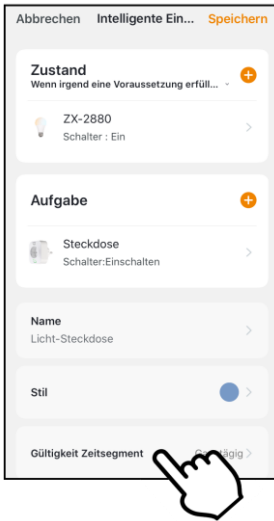 Abbrechen Intelligente Ein... Speichern
Zustand
Wenn irgend eine Voraussetzung erfüll...
ZX-2880
Schalter : Ein
Aufgabe
Steckdose
Schalter:Einschalten
Name
Licht-Steckdose
Stil
Gültigkeit Zeitsegment